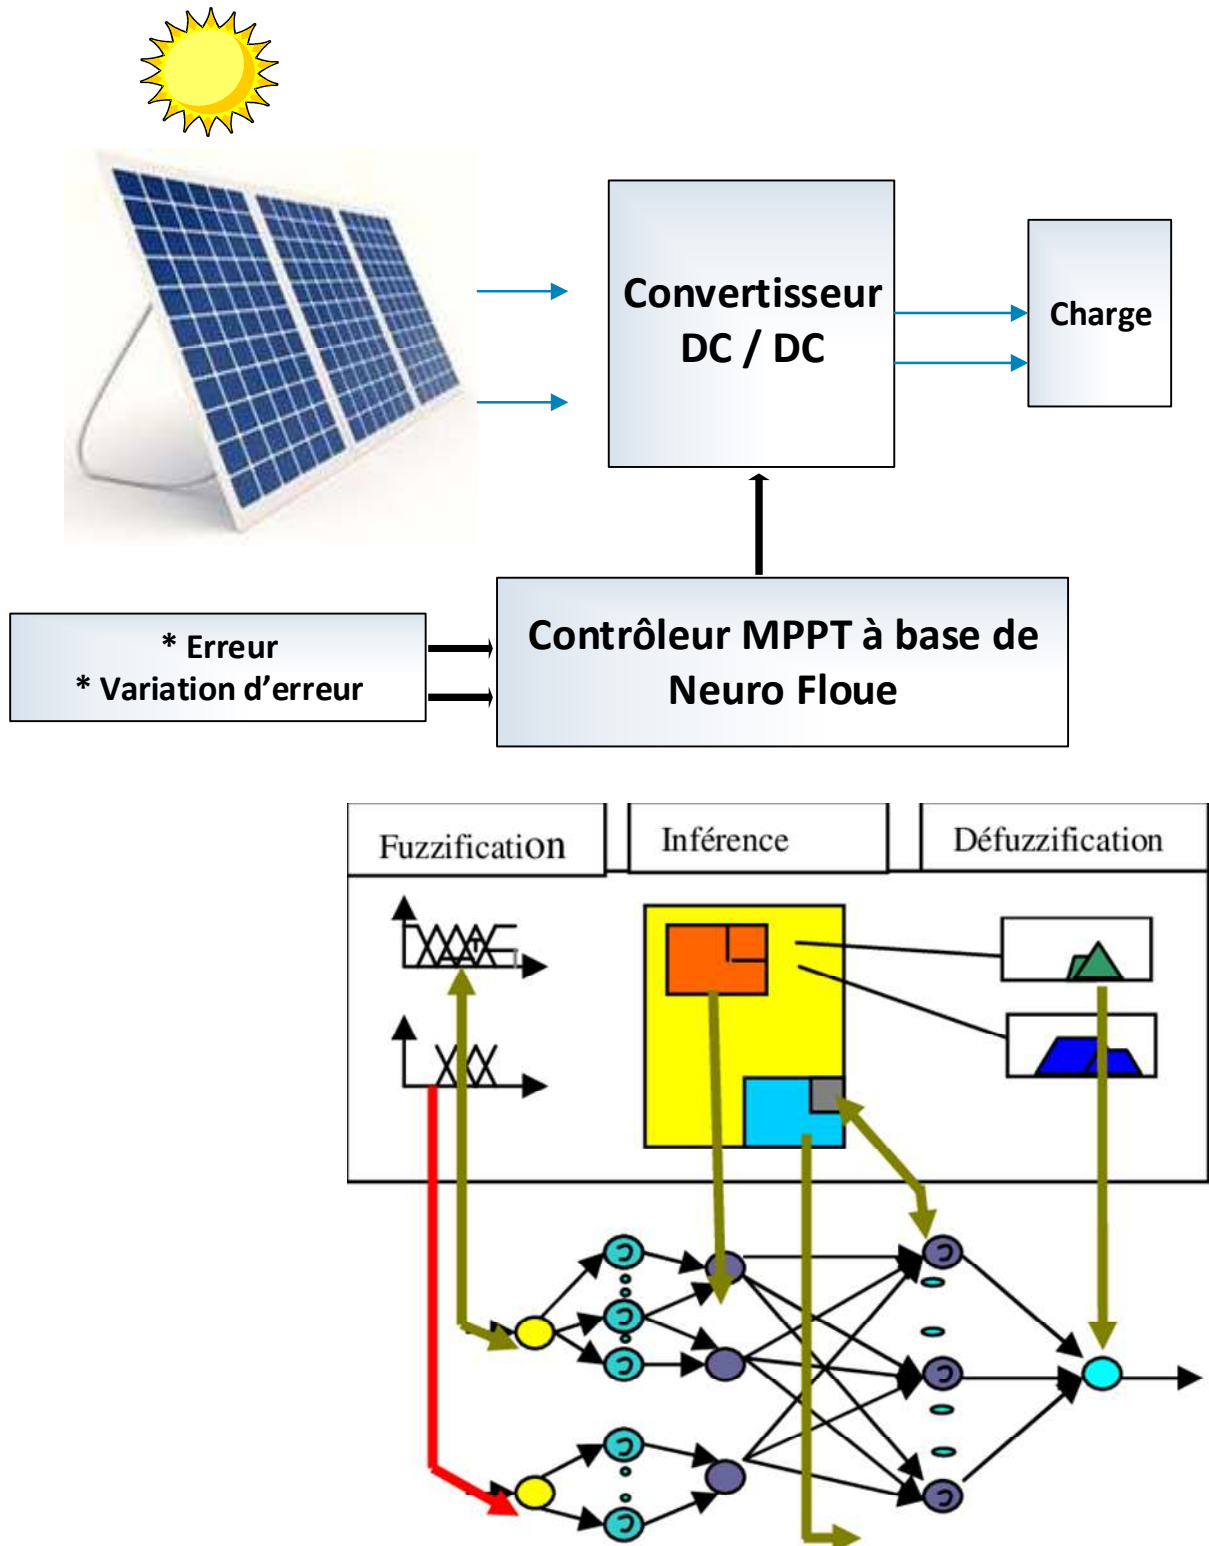 Convertisseur
DC / DC
Charge
* Erreur
* Variation d’erreur
Contrôleur MPPT à base de
Neuro Floue
Fuzzification
Inférence
Défuzzification